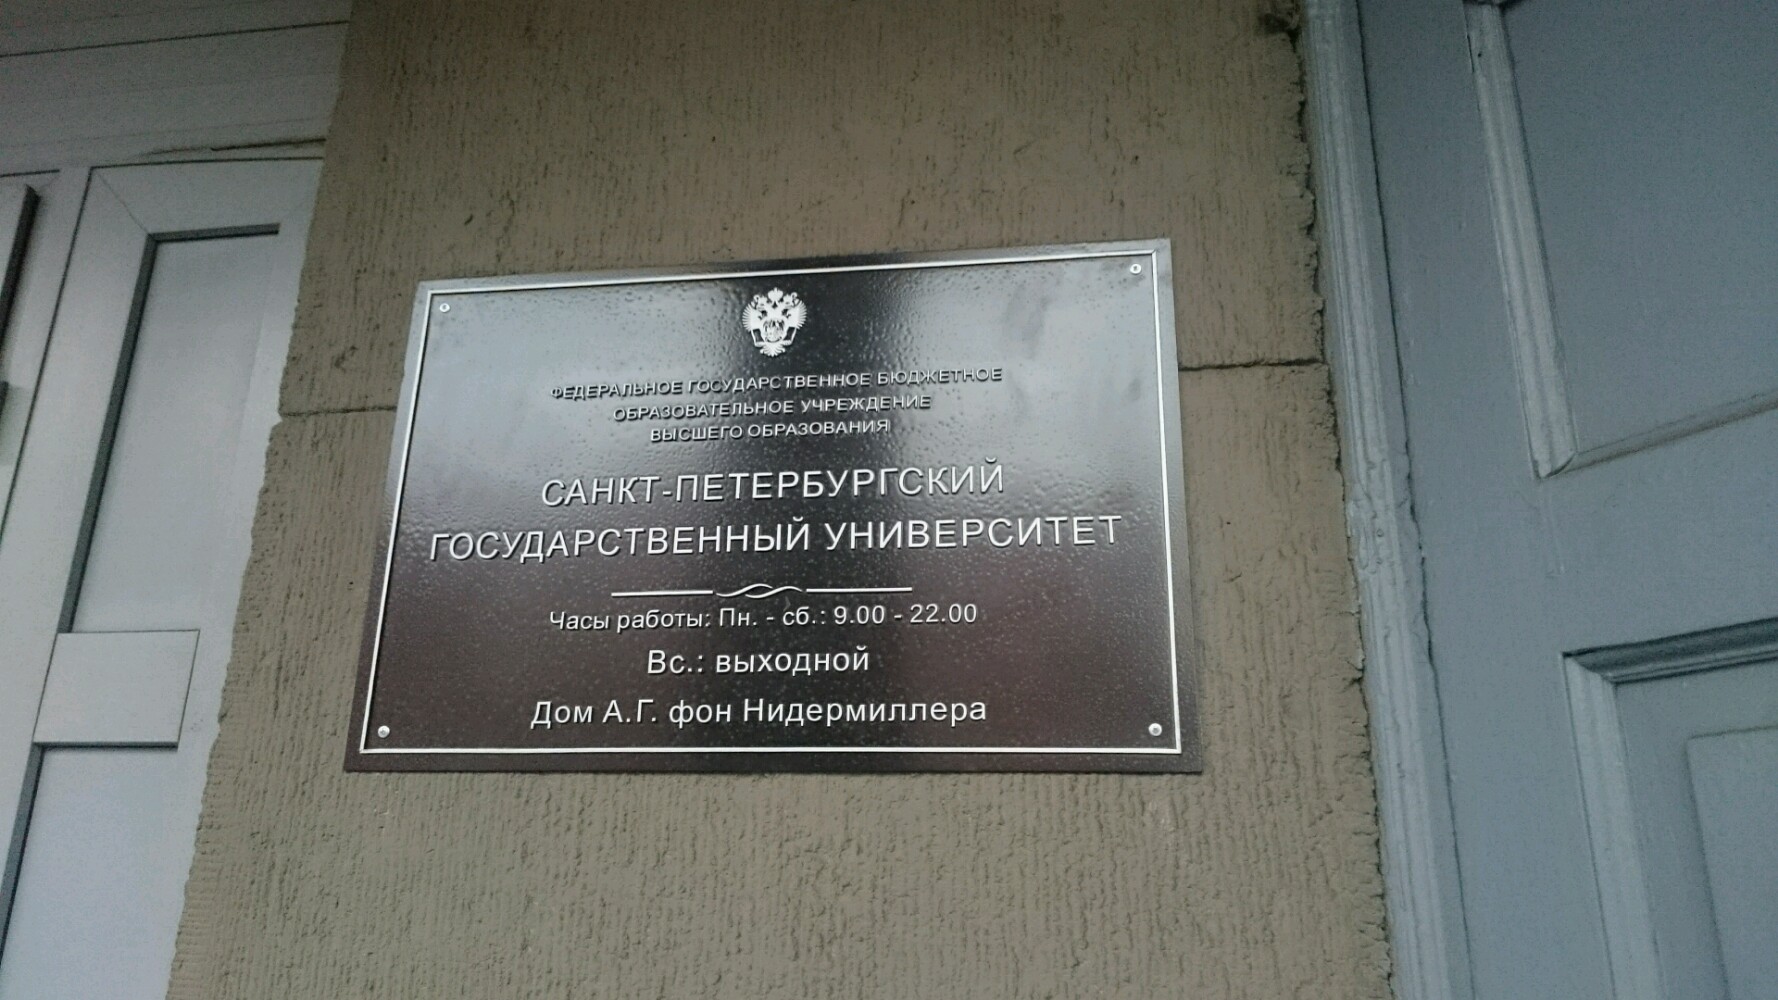 ФЕДЕРАЛЬНОЕ ГОСУДАРСТВЕННОЕ БЮДЖЕТНОЕ
ОБРАЗОВАТЕЛЬНОЕ УЧРЕЖДЕНИЕ
ВЫСШЕГО ОБРАЗОВАНИЯ
САНКТ-ПЕТЕРБУРГСКИЙ
ГОСУДАРСТВЕННЫЙ УНИВЕРСИТЕТ
Часы работы: Пн. - сб.: 9.00 - 22.00
Вс.: выходной
Дом А.Г. фон Нидермиллера